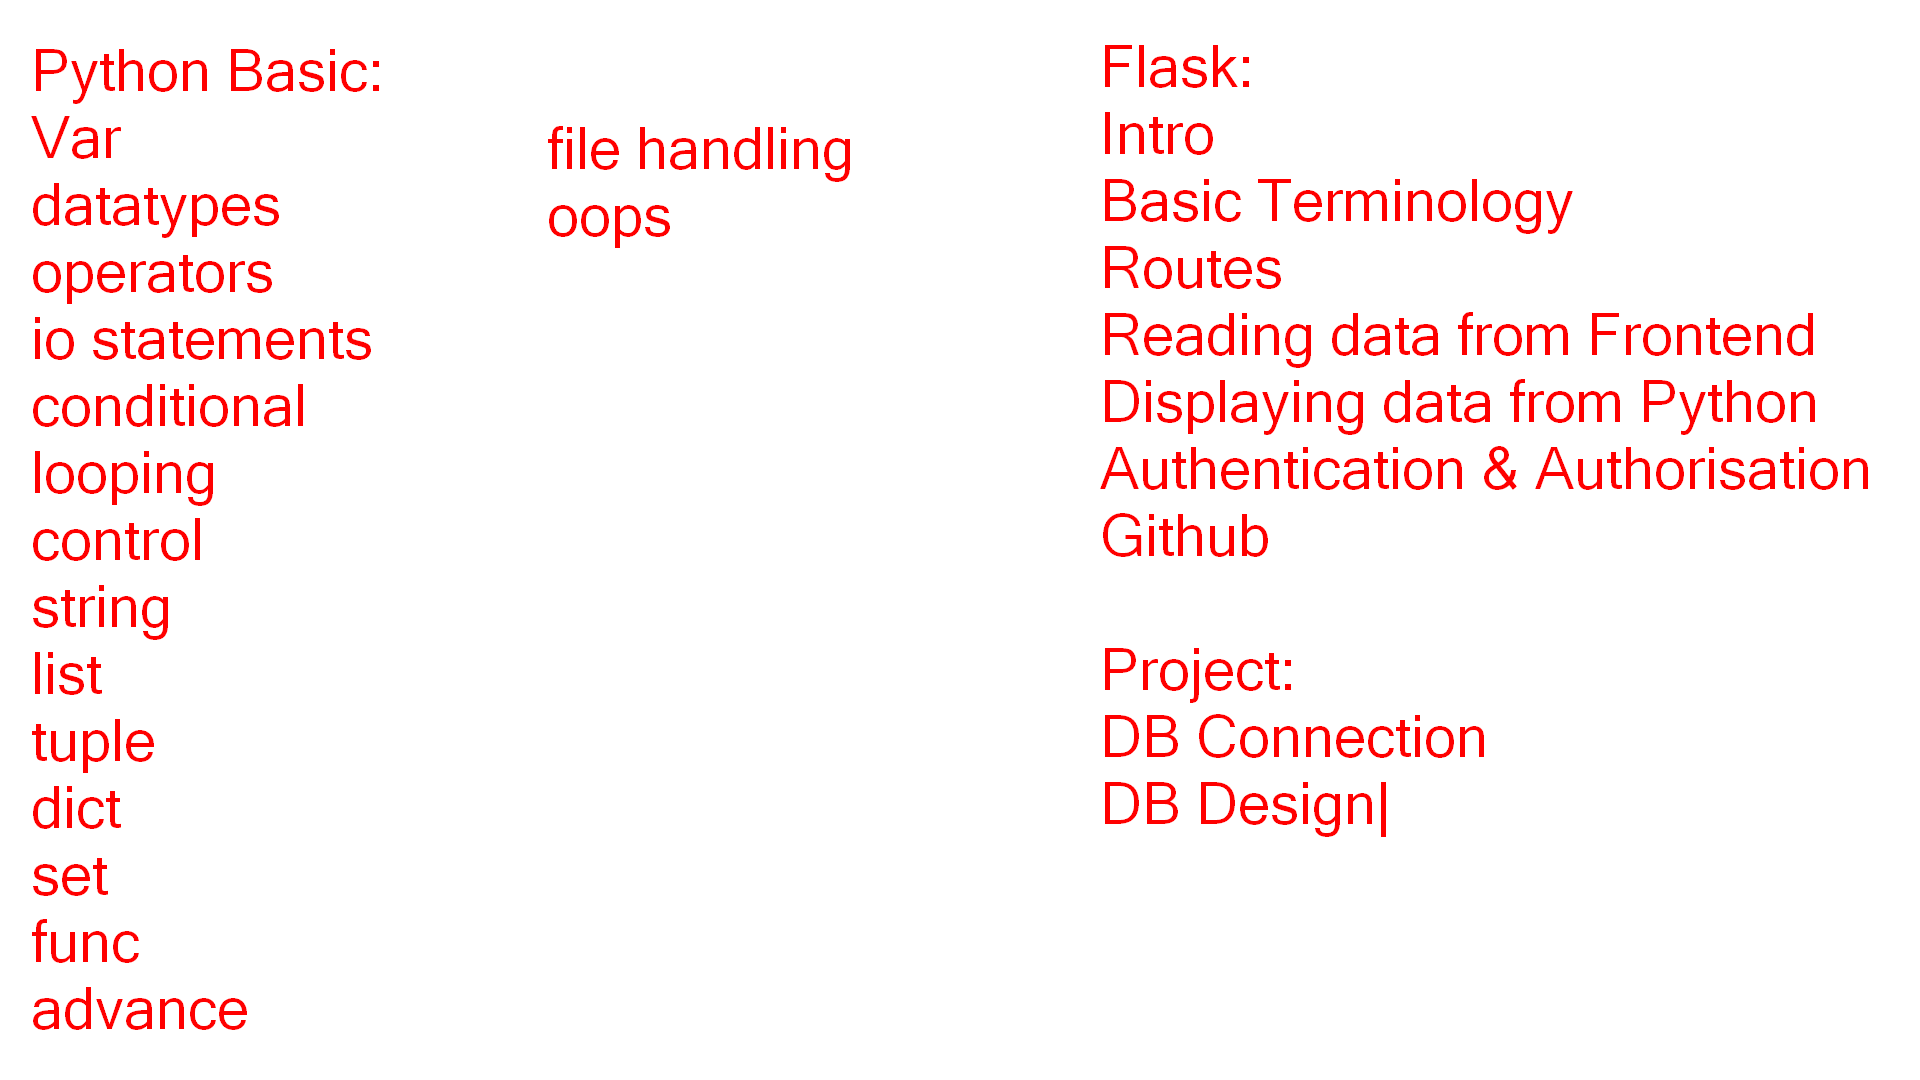 Python Basic:
Var
datatypes
operators
io statements
conditional
looping
control
string
list
tuple
dict
set
func
advance
file handling
oops
Flask:
Intro
Basic Terminology
Routes
Reading data from Frontend
Displaying data from Python
Authentication & Authorisation
Github
Project:
DB Connection
DB Design